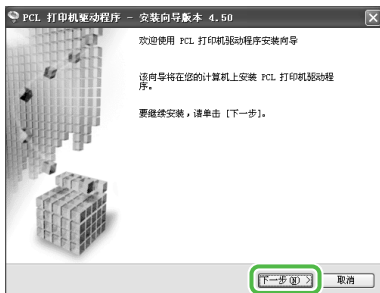 PCL 打印机驱动程序 - 安装向导版本 4.50
欢迎使用 PCL 打印机驱动程序安装向导
该向导将在您的计算机上安装 PCL 打印机驱动程
序。
要继续安装，请单击 [下一步]。
下一步(N) >
取消